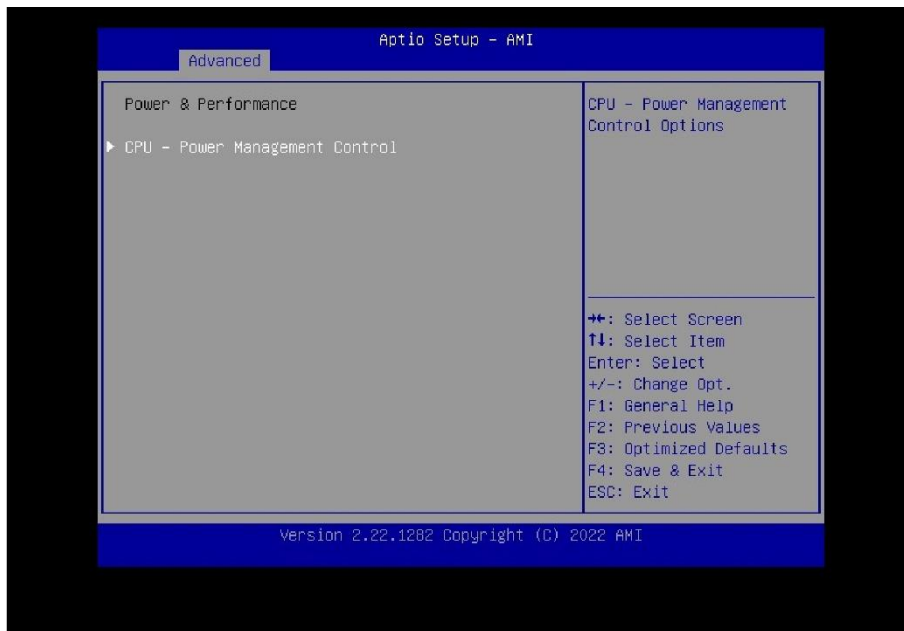 Aptio Setup - AMI
Advanced
Power & Performance
▶ CPU - Power Management Control
CPU - Power Management
Control Options
→←: Select Screen
↑↓: Select Item
Enter: Select
+/-: Change Opt.
F1: General Help
F2: Previous Values
F3: Optimized Defaults
F4: Save & Exit
ESC: Exit
Version 2.22.1282 Copyright (C) 2022 AMI